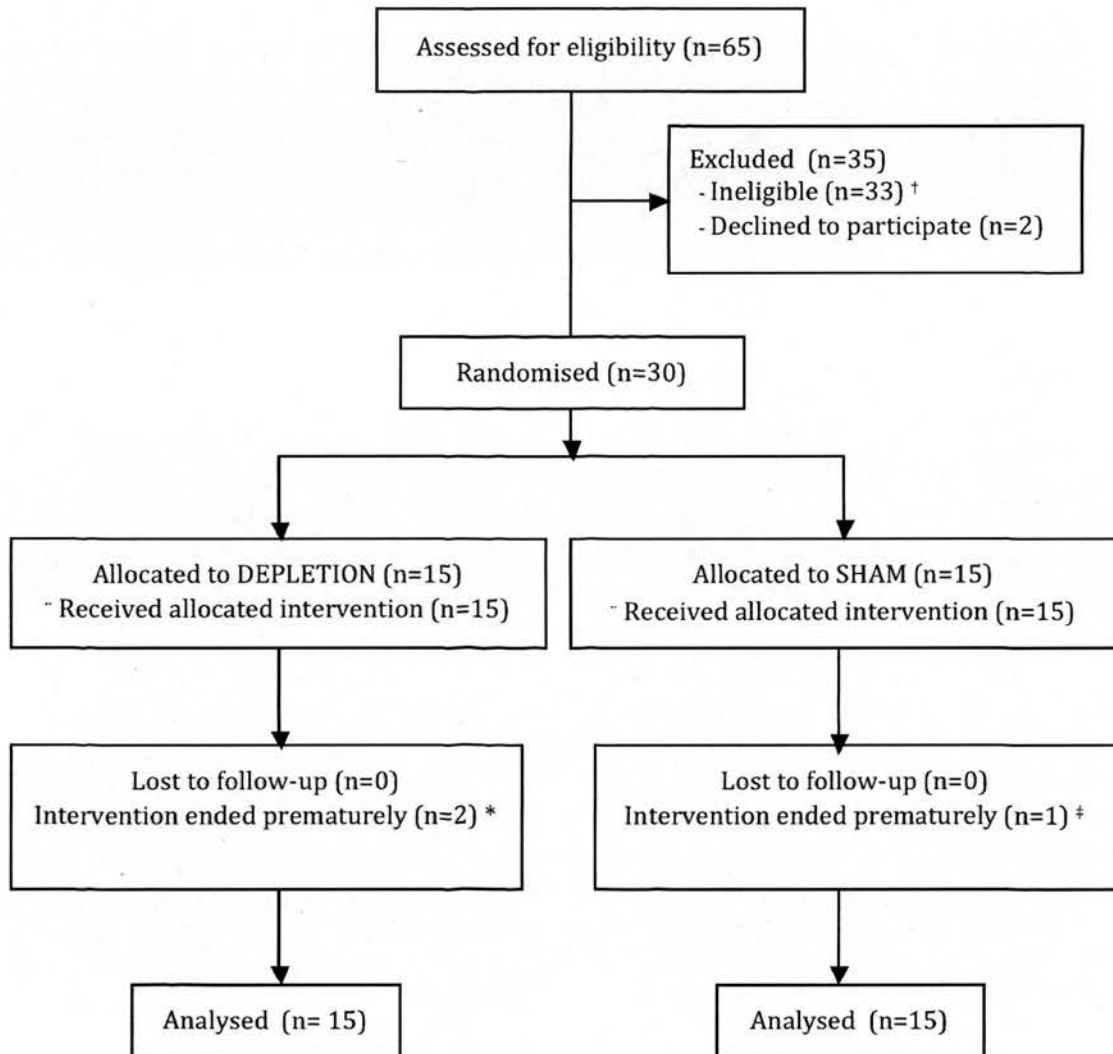 Assessed for eligibility (n=65)
Excluded (n=35)
- Ineligible (n=33) †
- Declined to participate (n=2)
Randomised (n=30)
Allocated to DEPLETION (n=15)
¨ Received allocated intervention (n=15)
Allocated to SHAM (n=15)
¨ Received allocated intervention (n=15)
Lost to follow-up (n=0)
Intervention ended prematurely (n=2) *
Lost to follow-up (n=0)
Intervention ended prematurely (n=1) ‡
Analysed (n= 15)
Analysed (n=15)